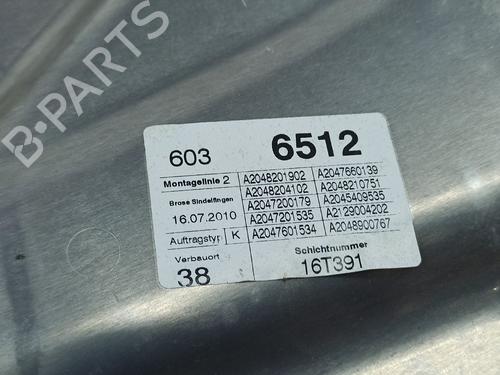 B-PARTS
603 6512
Montagelinie 2 A2048201902 A2047660139
Brose Sindelfingen A2048204102 A2048210751
16.07.2010 A2047200179 A2045409535
A2047201535 A2129004202
Auftragstyp K A2047601534 A2048900767
Verbauort Schichtnummer
38 16T391